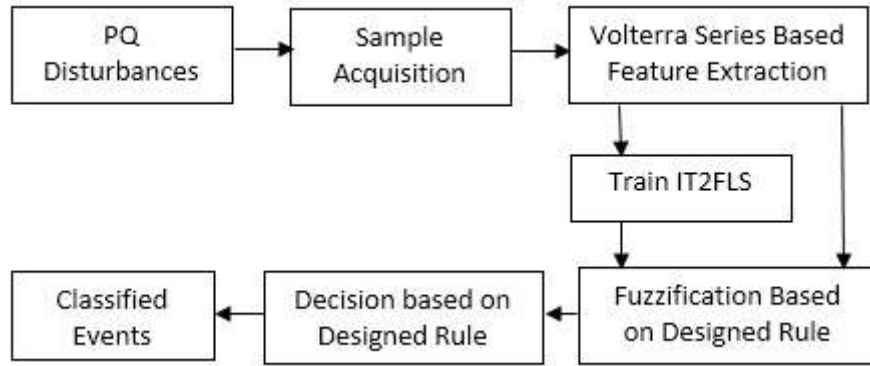 PQ
Disturbances
Sample
Acquisition
Volterra Series Based
Feature Extraction
Train IT2FLS
Classified
Events
Decision based on
Designed Rule
Fuzzification Based
on Designed Rule